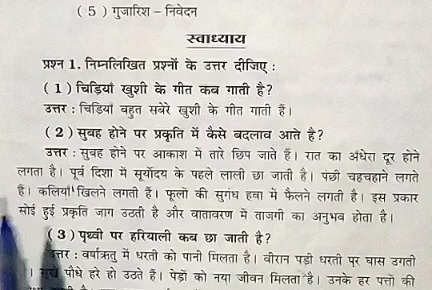 ( 5 ) गुजारिश – निवेदन
स्वाध्याय
प्रश्न 1. निम्नलिखित प्रश्नों के उत्तर दीजिए :
( 1 ) चिड़ियाँ खुशी के गीत कब गाती है?
उत्तर : चिड़ियाँ बहुत सवेरे खुशी के गीत गाती हैं।
( 2 ) सुबह होने पर प्रकृति में कैसे बदलाव आते है?
उत्तर : सुबह होने पर आकाश में तारे छिप जाते हैं। रात का अंधेरा दूर होने
लगता है। पूर्व दिशा में सूर्योदय के पहले लाली छा जाती है। पंछी चहचहाने लगते
हैं। कलियाँ खिलने लगती हैं। फूलों की सुगंध हवा में फैलने लगती है। इस प्रकार
सोई हुई प्रकृति जाग उठती है और वातावरण में ताजगी का अनुभव होता है।
( 3 ) पृथ्वी पर हरियाली कब छा जाती है?
उत्तर : वर्षाऋतु में धरती को पानी मिलता है। वीरान पड़ी धरती पर घास उगती
पौधे हरे हो उठते हैं। पेड़ों को नया जीवन मिलता है। उनके हर पत्तों की